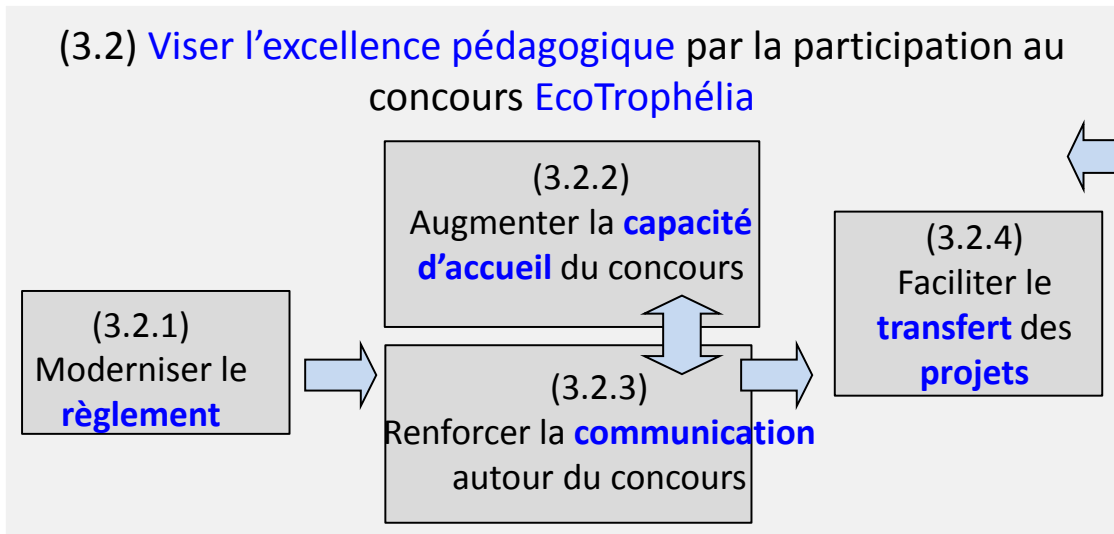 (3.2) Viser l’excellence pédagogique par la participation au
concours EcoTrophélia
(3.2.1)
Moderniser le
règlement
(3.2.2)
Augmenter la capacité
d’accueil du concours
(3.2.3)
Renforcer la communication
autour du concours
(3.2.4)
Faciliter le
transfert des
projets